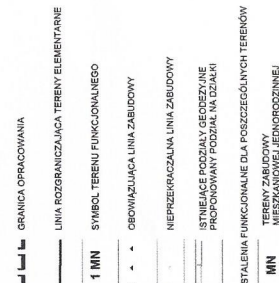 GRANICA OPRACOWANIA
LINIA ROZGRANICZAJĄCA TERENY ELEMENTARNE
1 MN SYMBOL TERENU FUNKCJONALNEGO
OBOWIĄZUJĄCA LINIA ZABUDOWY
NIEPRZEKRACZALNA LINIA ZABUDOWY
ISTNIEJĄCE PODZIAŁY GEODEZYJNE
PROPONOWANY PODZIAŁ NA DZIAŁKI
STALENIA FUNKCJONALNE DLA POSZCZEGÓLNYCH TERENÓW
MN TERENY ZABUDOWY
MIESZKANIOWEJ JEDNORODZINNEJ